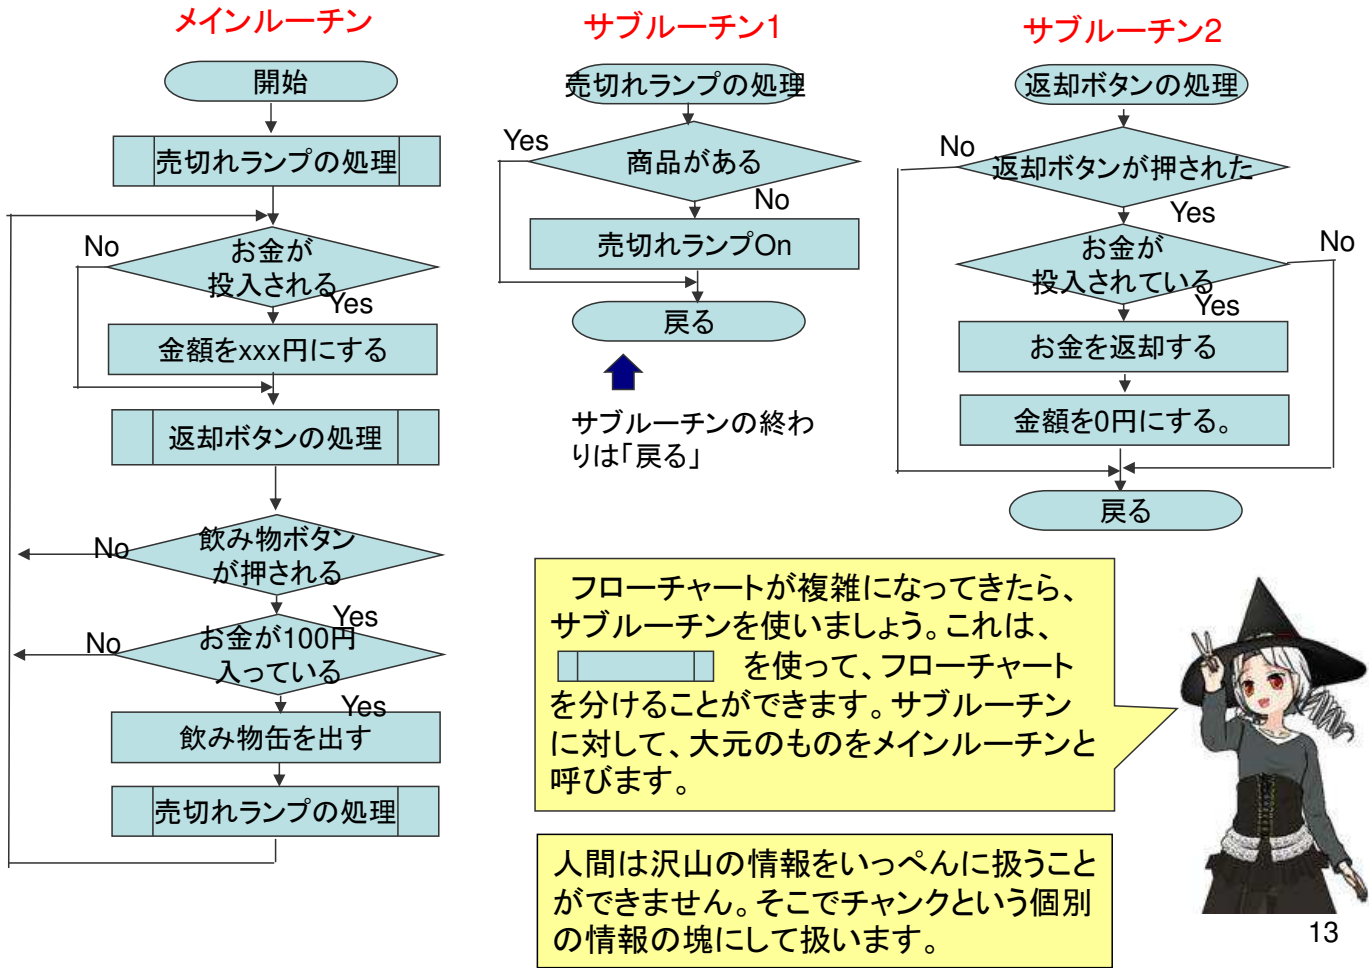 メインルーチン
開始
売切れランプの処理
No
お金が
投入される
Yes
金額をxxx円にする
返却ボタンの処理
No
飲み物ボタン
が押される
Yes
No
お金が100円
入っている
Yes
飲み物缶を出す
売切れランプの処理
サブルーチン1
売切れランプの処理
Yes
商品がある
No
売切れランプOn
戻る
サブルーチンの終わ
りは「戻る」
サブルーチン2
返却ボタンの処理
No
返却ボタンが押された
Yes
お金が
投入されている
No
Yes
お金を返却する
金額を0円にする。
戻る
フローチャートが複雑になってきたら、
サブルーチンを使いましょう。これは、
を使って、フローチャート
を分けることができます。サブルーチン
に対して、大元のものをメインルーチンと
呼びます。
人間は沢山の情報をいっぺんに扱うこと
ができません。そこでチャンクという個別
の情報の塊にして扱います。
13